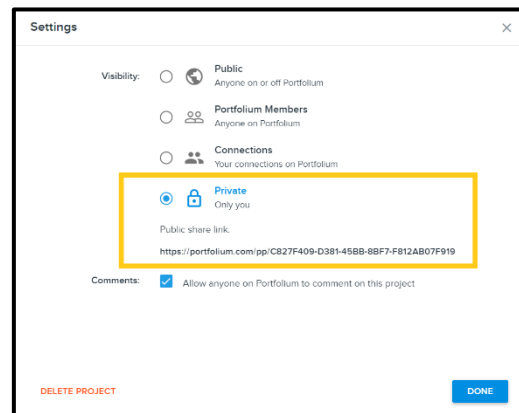 Settings
Visibility:
Public
Anyone on or off Portfolium
Portfolium Members
Anyone on Portfolium
Connections
Your connections on Portfolium
Private
Only you
Public share link.
https://portfolium.com/pp/C827F409-D381-45BB-8BF7-F812AB07F919
Comments:
Allow anyone on Portfolium to comment on this project
DELETE PROJECT
DONE